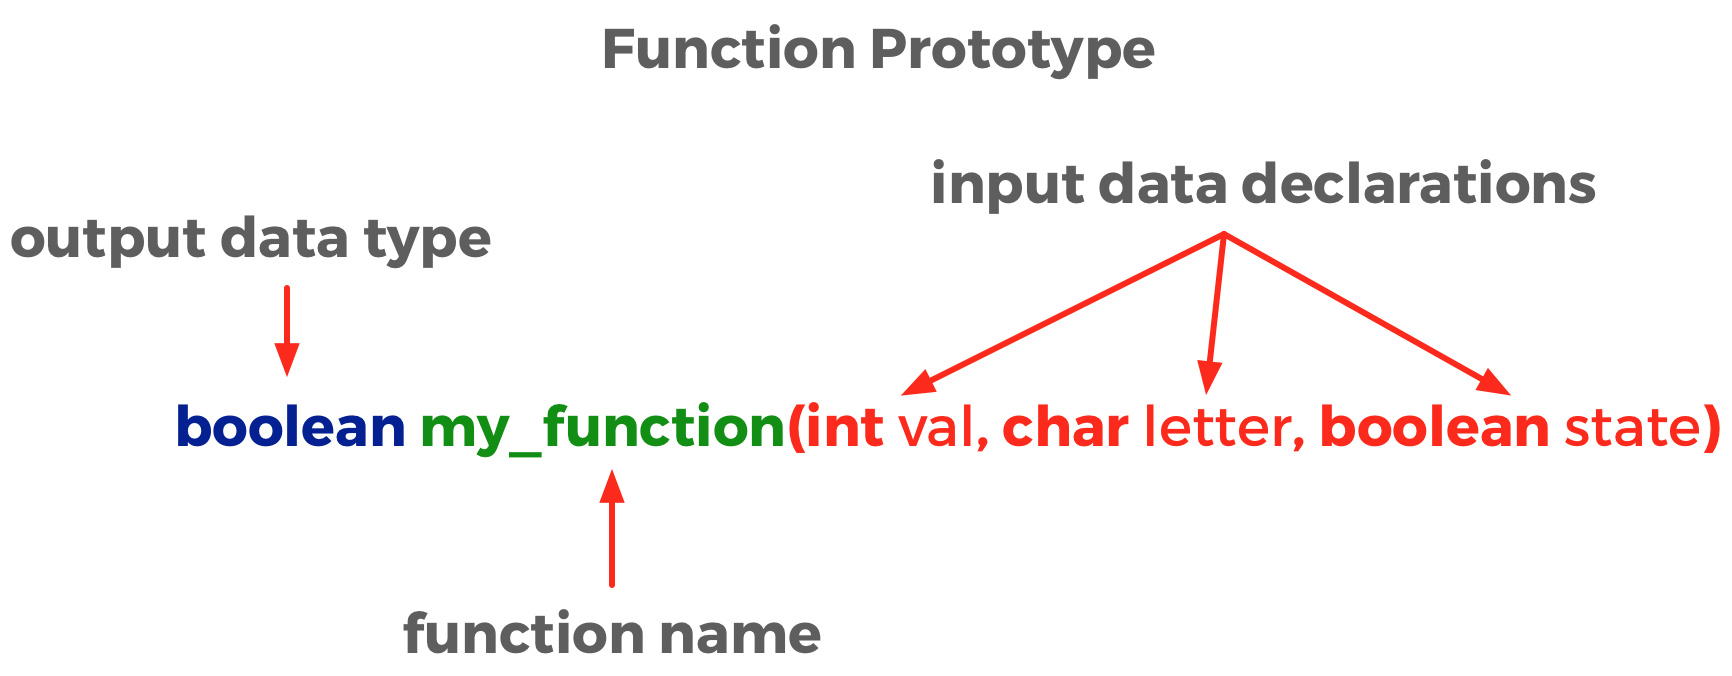 Function Prototype
input data declarations
output data type
boolean my_function(int val, char letter, boolean state)
function name